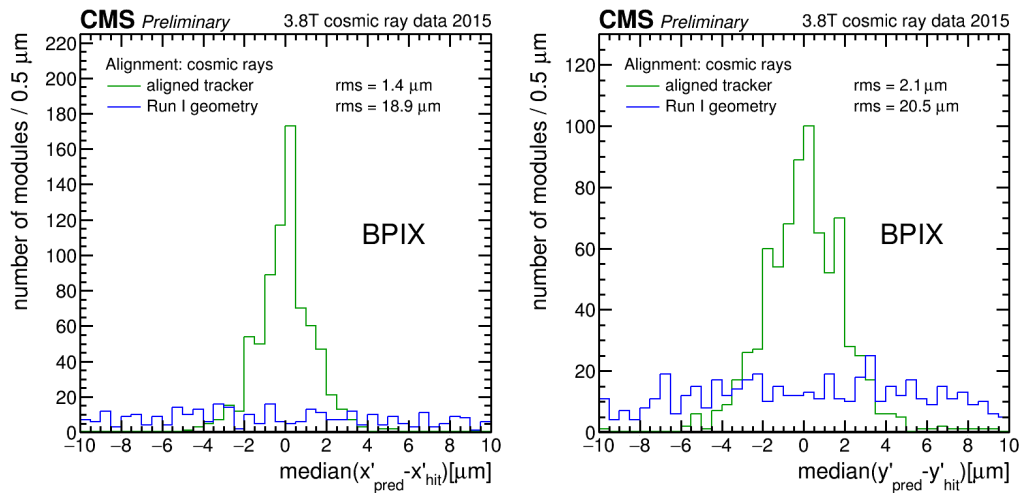 CMS Preliminary 3.8T cosmic ray data 2015
number of modules / 0.5 μm
220
200
180
160
140
120
100
80
60
40
20
0
Alignment: cosmic rays
aligned tracker rms = 1.4 μm
Run I geometry rms = 18.9 μm
BPIX
−10 −8 −6 −4 −2 0 2 4 6 8 10
median(x'pred-x'hit)[μm]
CMS Preliminary 3.8T cosmic ray data 2015
number of modules / 0.5 μm
120
100
80
60
40
20
0
Alignment: cosmic rays
aligned tracker rms = 2.1 μm
Run I geometry rms = 20.5 μm
BPIX
−10 −8 −6 −4 −2 0 2 4 6 8 10
median(y'pred-y'hit)[μm]